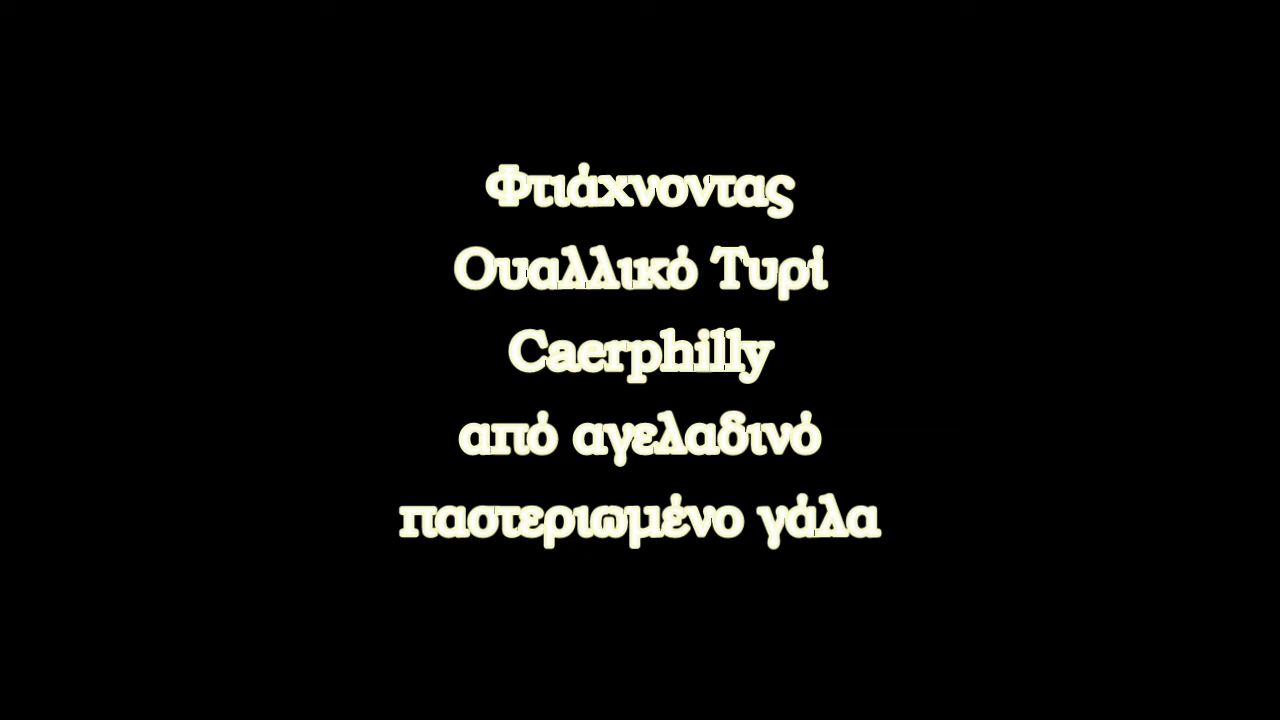 Φτιάχνοντας
Ουαλλικό Τυρί
Caerphilly
από αγελαδινό
παστεριωμένο γάλα